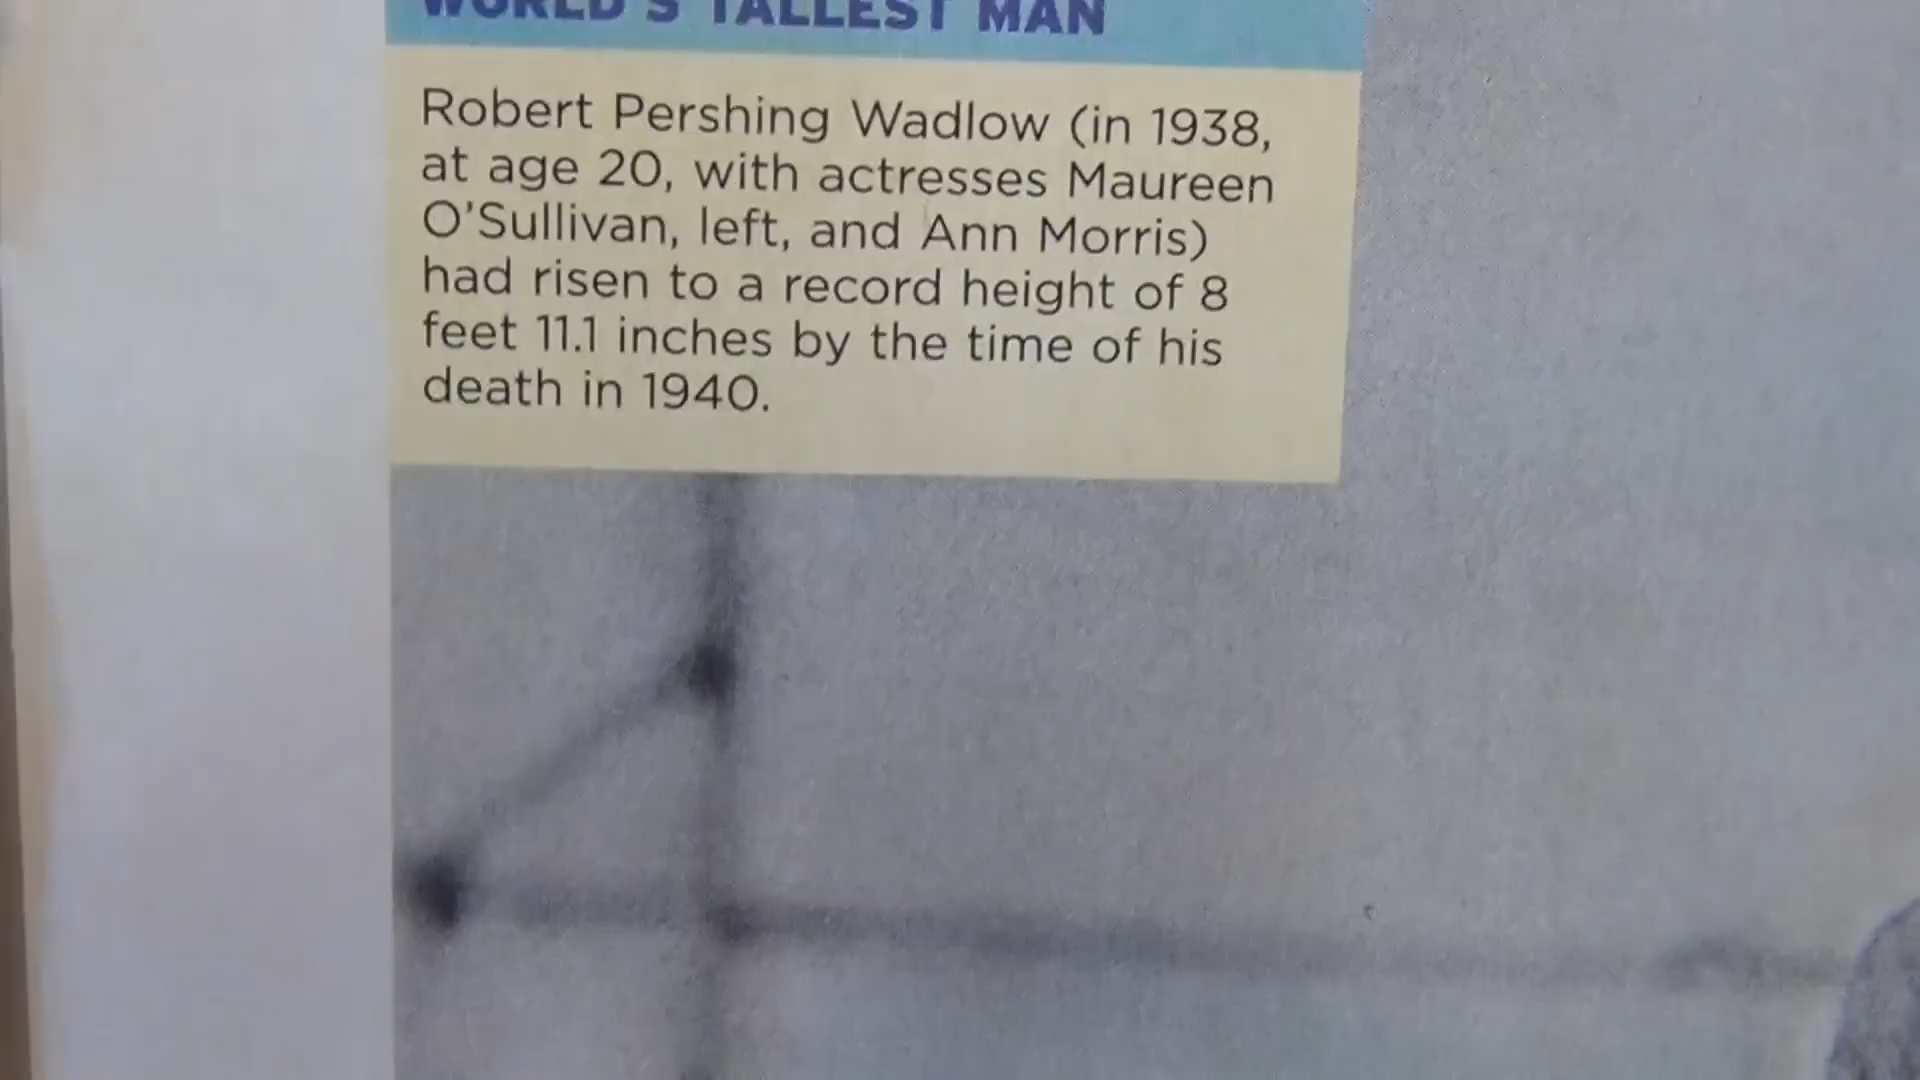 WORLD'S TALLEST MAN
Robert Pershing Wadlow (in 1938,
at age 20, with actresses Maureen
O'Sullivan, left, and Ann Morris)
had risen to a record height of 8
feet 11.1 inches by the time of his
death in 1940.